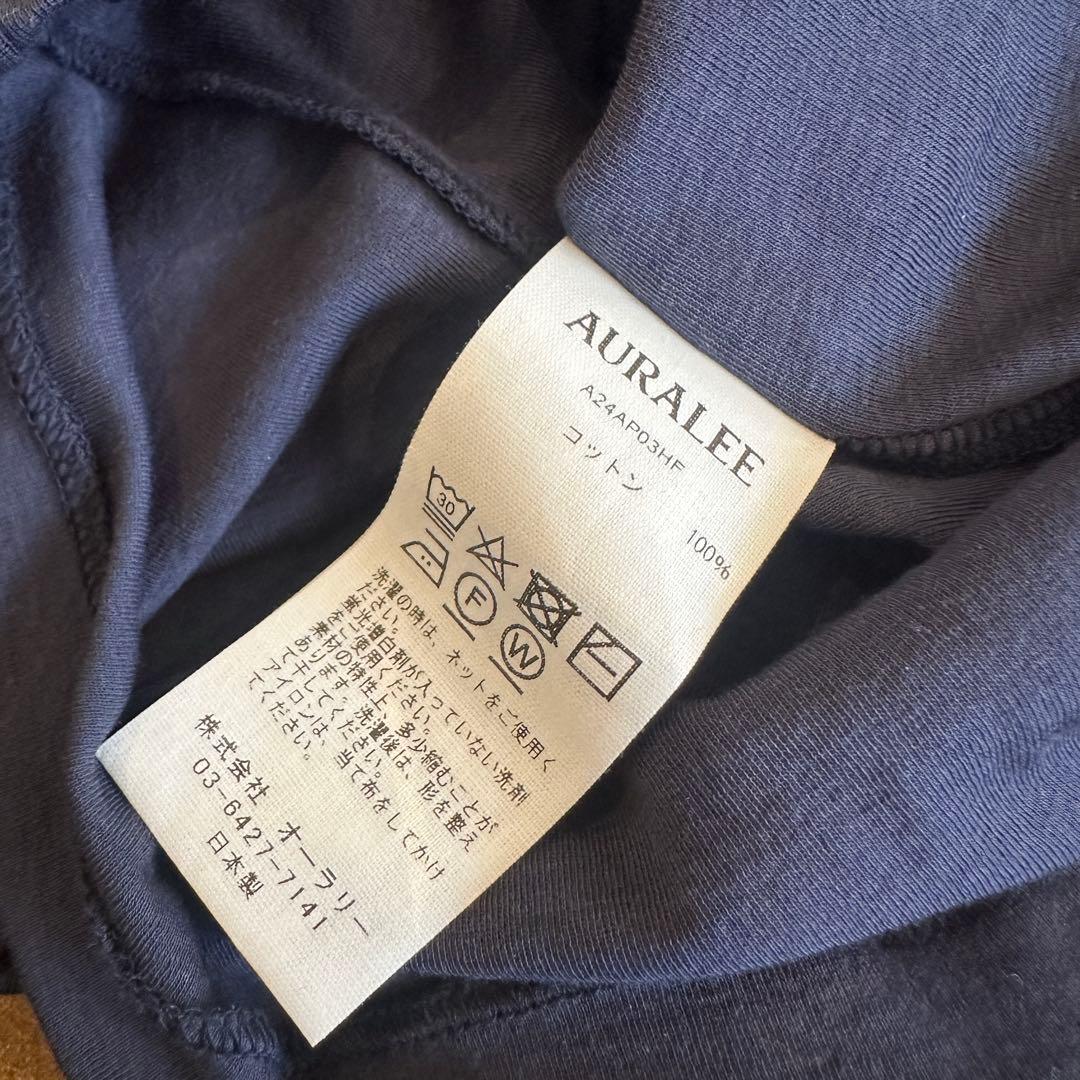 AURALEE
A24AP03HF
コットン 100%
30
F
W
洗濯の時は、ネットをご使用く
ださい。
蛍光増白剤が入っていない洗剤
をご使用ください。
素材の特性上、多少縮むことが
あります。洗濯後は、形を整え
て干してください。
アイロンは、当て布をしてかけ
てください。
株式会社 オーラリー
03-6427-7141
日本製